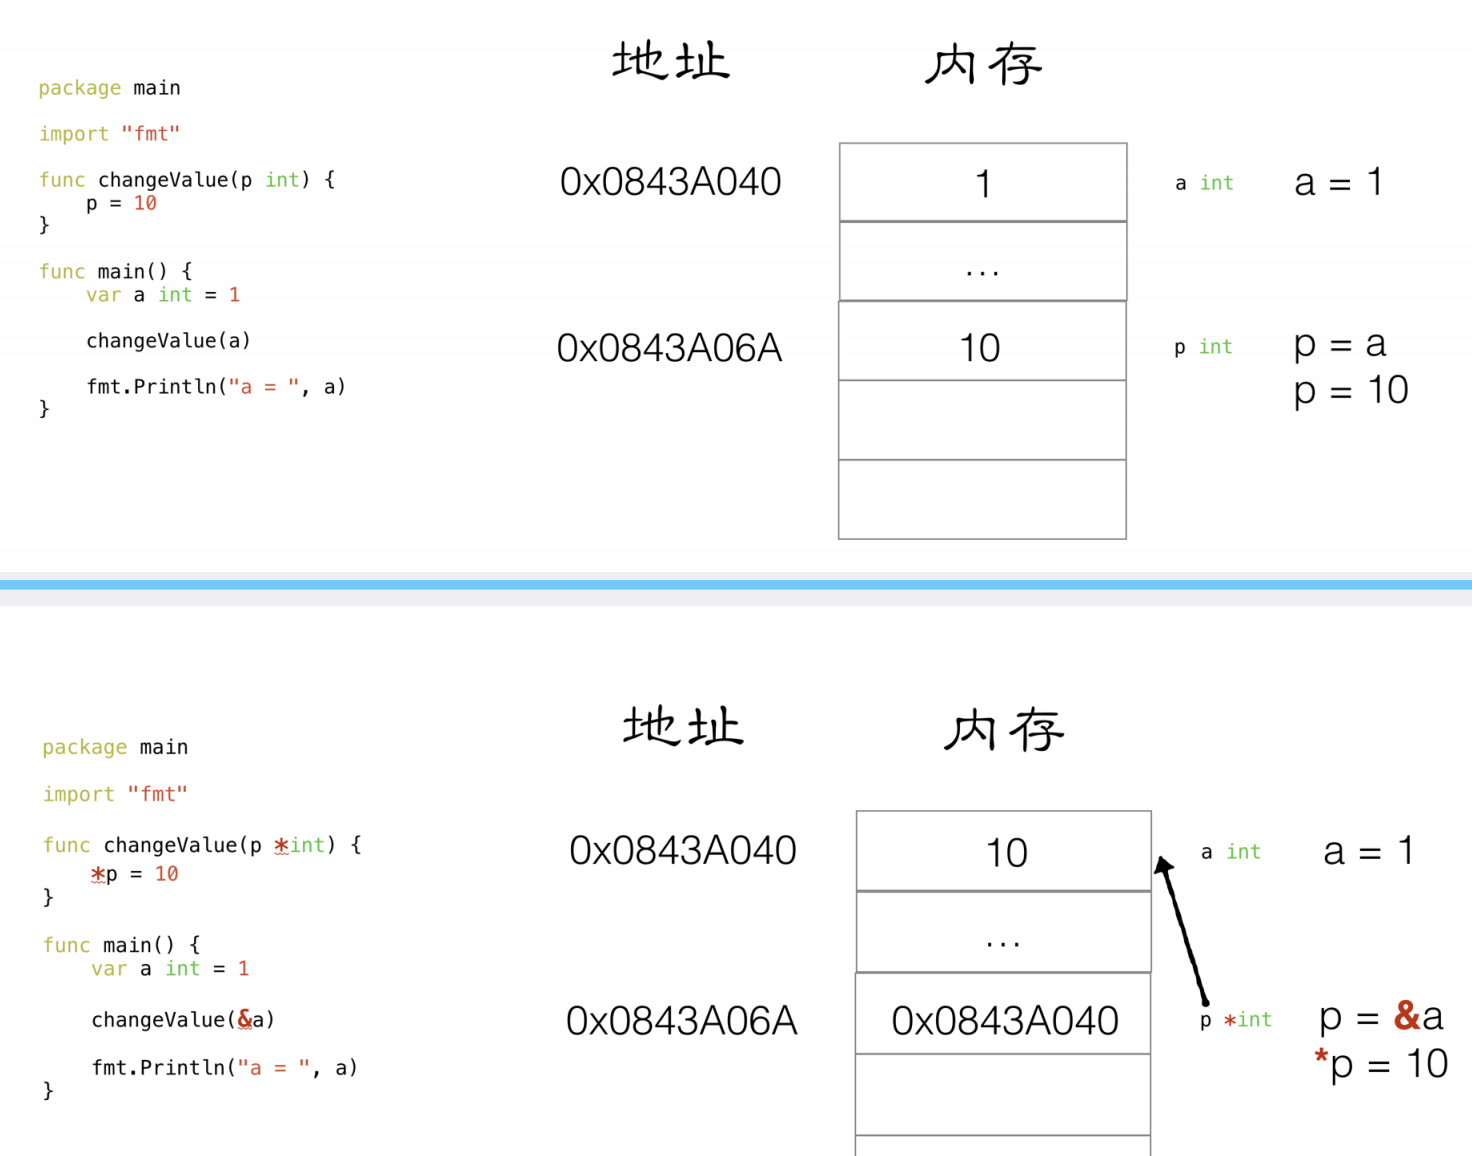 地址 内存
package main
import "fmt"
func changeValue(p int) {
    p = 10
}
func main() {
    var a int = 1
    changeValue(a)
    fmt.Println("a = ", a)
}
0x0843A040 1 a int a = 1
...
0x0843A06A 10 p int p = a
p = 10
地址 内存
package main
import "fmt"
func changeValue(p *int) {
    *p = 10
}
func main() {
    var a int = 1
    changeValue(&a)
    fmt.Println("a = ", a)
}
0x0843A040 10 a int a = 1
...
0x0843A06A 0x0843A040 p *int p = &a
*p = 10